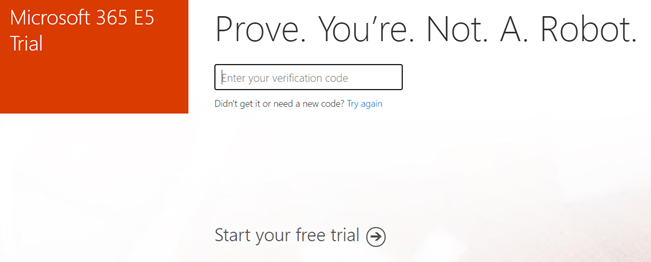 Microsoft 365 E5
Trial
Prove. You're. Not. A. Robot.
Enter your verification code
Didn't get it or need a new code? Try again
Start your free trial